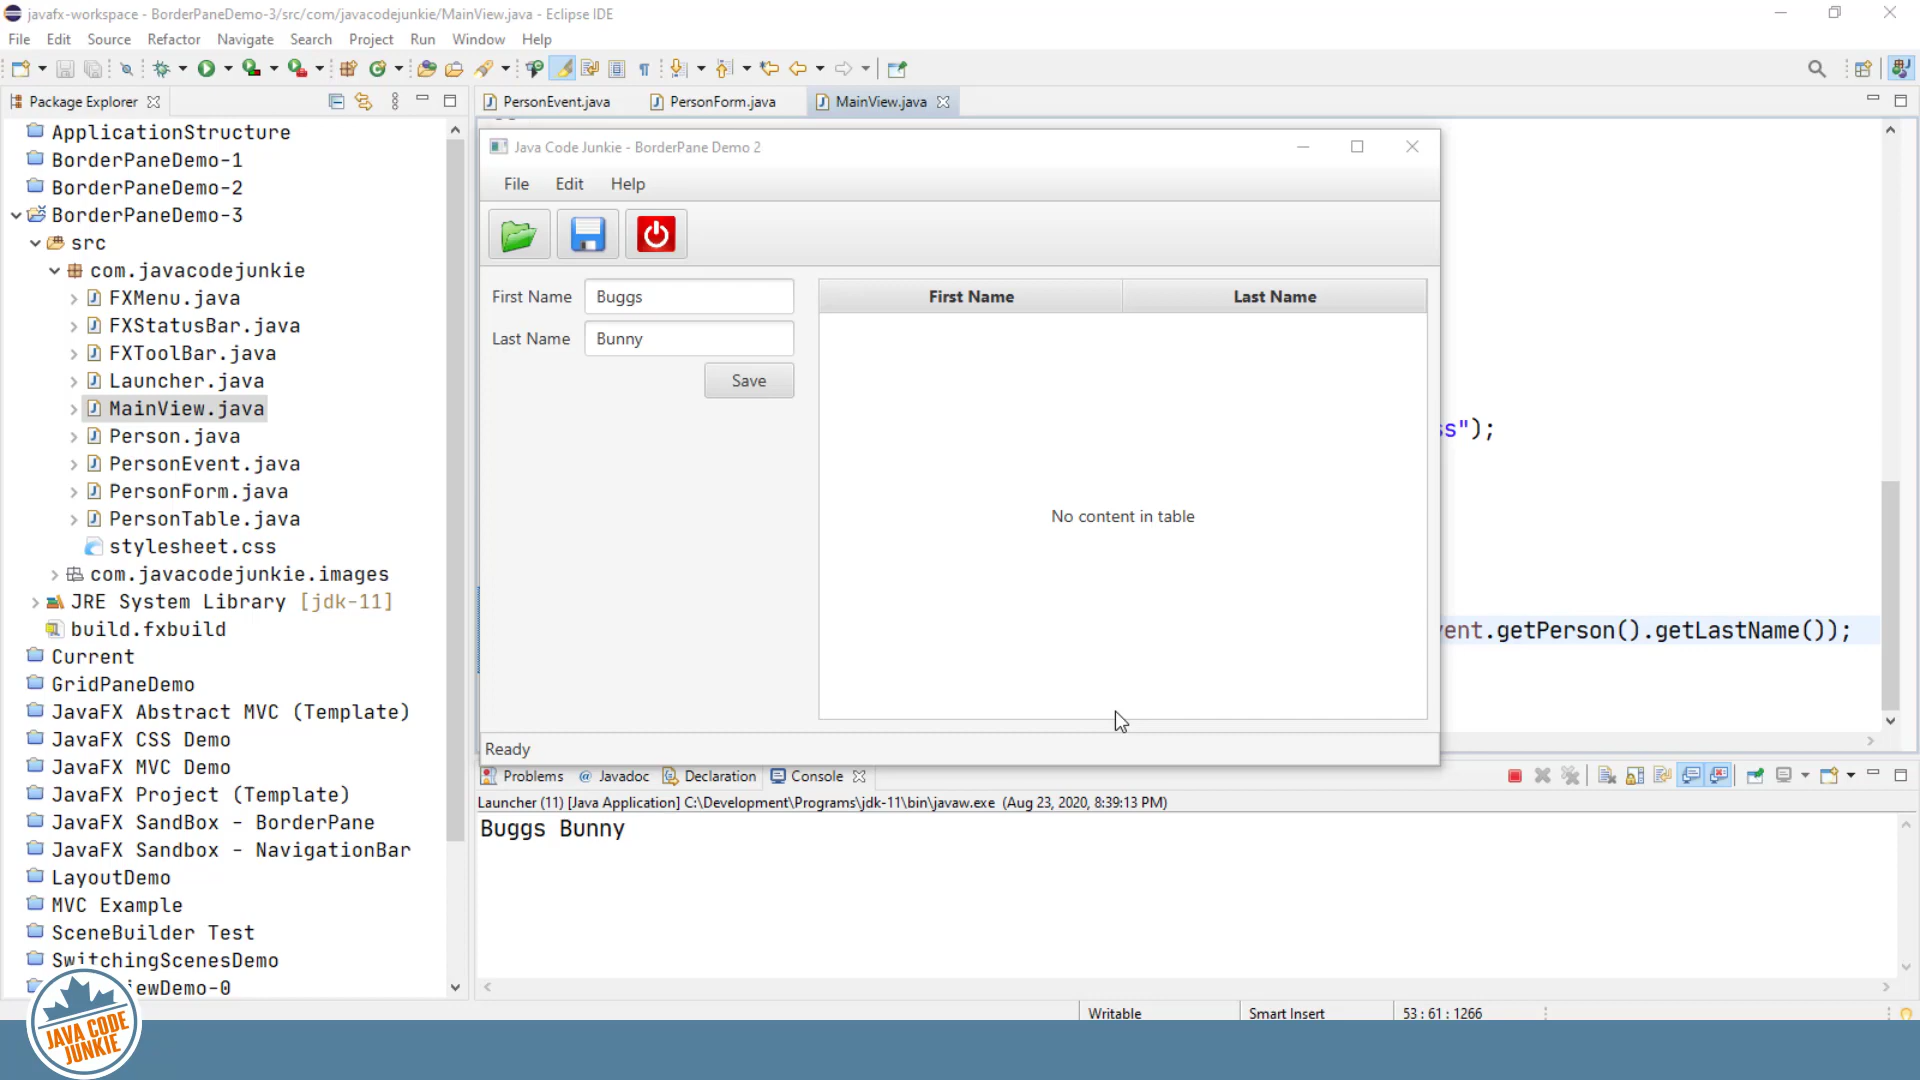 javafx-workspace - BorderPaneDemo-3/src/com/javacodejunkie/MainView.java - Eclipse IDE
File Edit Source Refactor Navigate Search Project Run Window Help
Package Explorer
PersonEvent.java PersonForm.java MainView.java
ApplicationStructure
BorderPaneDemo-1
BorderPaneDemo-2
BorderPaneDemo-3
src
com.javacodejunkie
FXMenu.java
FXStatusBar.java
FXToolBar.java
Launcher.java
MainView.java
Person.java
PersonEvent.java
PersonForm.java
PersonTable.java
stylesheet.css
com.javacodejunkie.images
JRE System Library [jdk-11]
build.fxbuild
Current
GridPaneDemo
JavaFX Abstract MVC (Template)
JavaFX CSS Demo
JavaFX MVC Demo
JavaFX Project (Template)
JavaFX SandBox - BorderPane
JavaFX Sandbox - NavigationBar
LayoutDemo
MVC Example
SceneBuilder Test
SwitchingScenesDemo
iewDemo-0
Java Code Junkie - BorderPane Demo 2
File Edit Help
First Name Buggs
Last Name Bunny
Save
First Name Last Name
No content in table
Ready
ss");
vent.getPerson().getLastName());
Problems @ Javadoc Declaration Console
Launcher (11) [Java Application] C:\Development\Programs\jdk-11\bin\javaw.exe (Aug 23, 2020, 8:39:13 PM)
Buggs Bunny
Writable Smart Insert 53 : 61 : 1266
JAVA CODE
JUNKIE